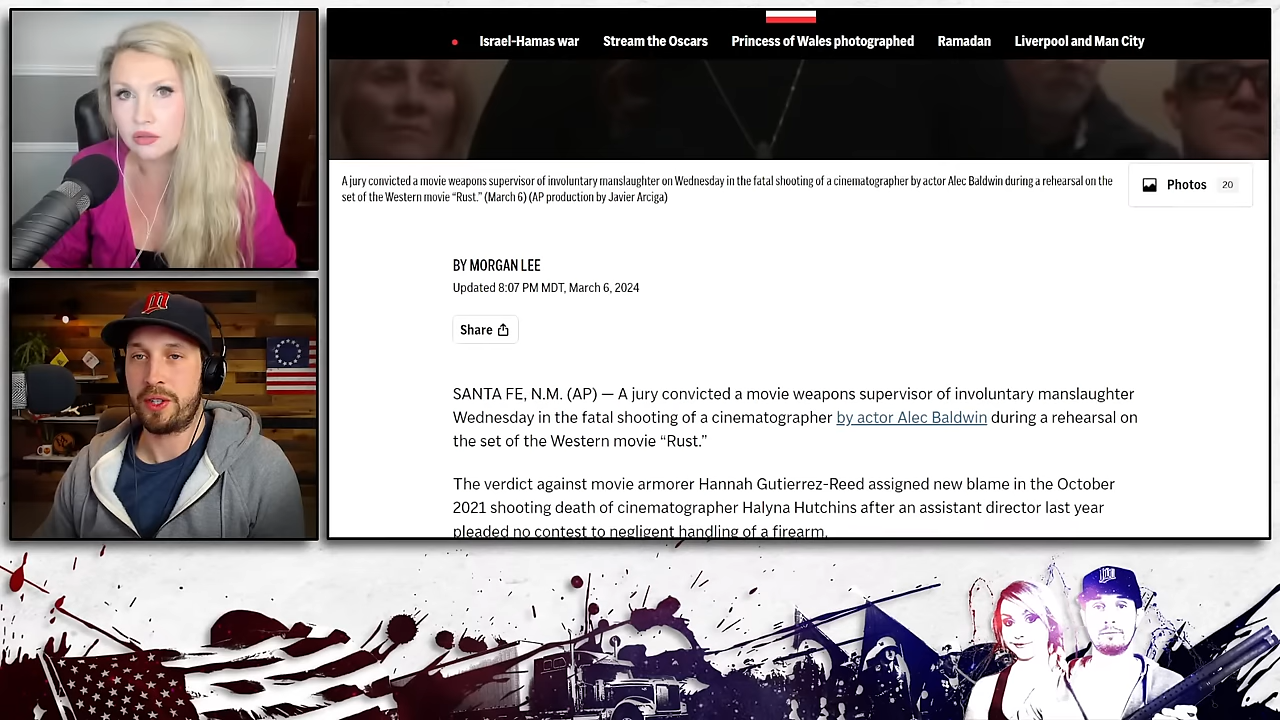 Israel-Hamas war Stream the Oscars Princess of Wales photographed Ramadan Liverpool and Man City
A jury convicted a movie weapons supervisor of involuntary manslaughter on Wednesday in the fatal shooting of a cinematographer by actor Alec Baldwin during a rehearsal on the
set of the Western movie “Rust.” (March 6) (AP production by Javier Arciga)
Photos 20
BY MORGAN LEE
Updated 8:07 PM MDT, March 6, 2024
Share
SANTA FE, N.M. (AP) — A jury convicted a movie weapons supervisor of involuntary manslaughter
Wednesday in the fatal shooting of a cinematographer by actor Alec Baldwin during a rehearsal on
the set of the Western movie “Rust.”
The verdict against movie armorer Hannah Gutierrez-Reed assigned new blame in the October
2021 shooting death of cinematographer Halyna Hutchins after an assistant director last year
pleaded no contest to negligent handling of a firearm.